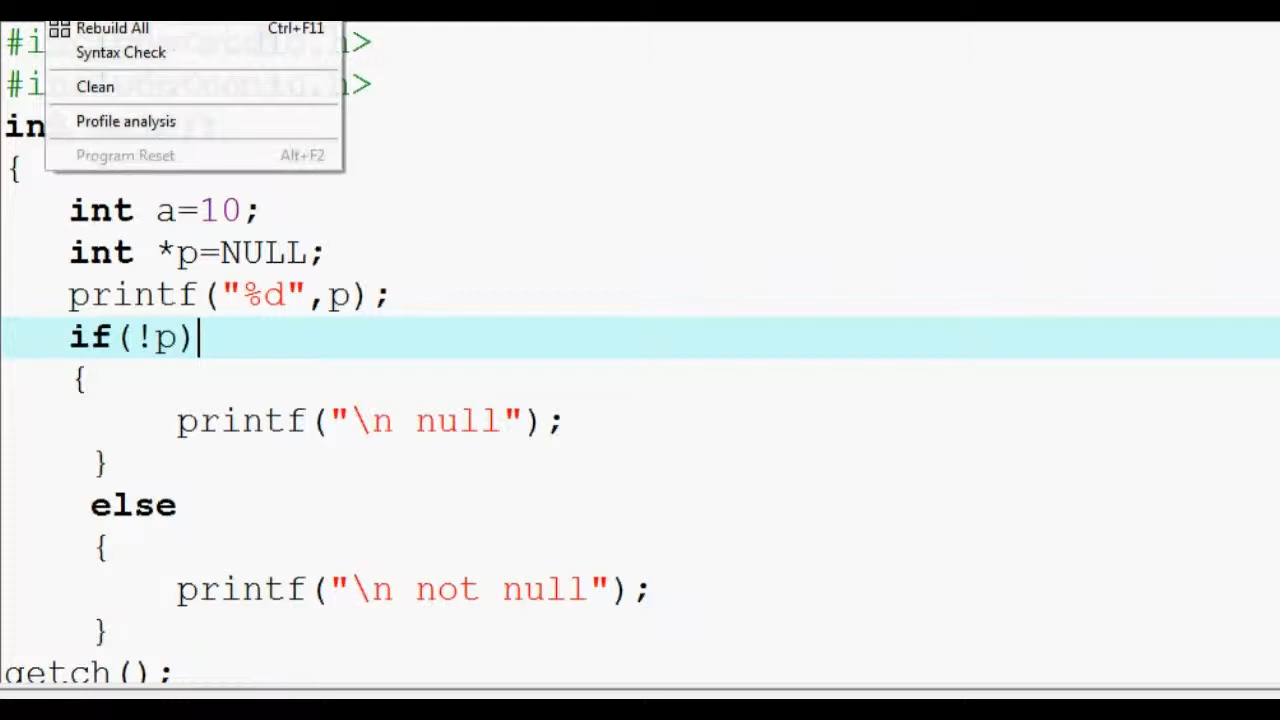 Rebuild All Ctrl+F11
#i h>
Syntax Check
Clean
#i h>
Profile analysis
in
Program Reset Alt+F2
{
int a=10;
int *p=NULL;
printf("%d",p);
if(!p)
{
printf("\n null");
}
else
{
printf("\n not null");
}
getch();